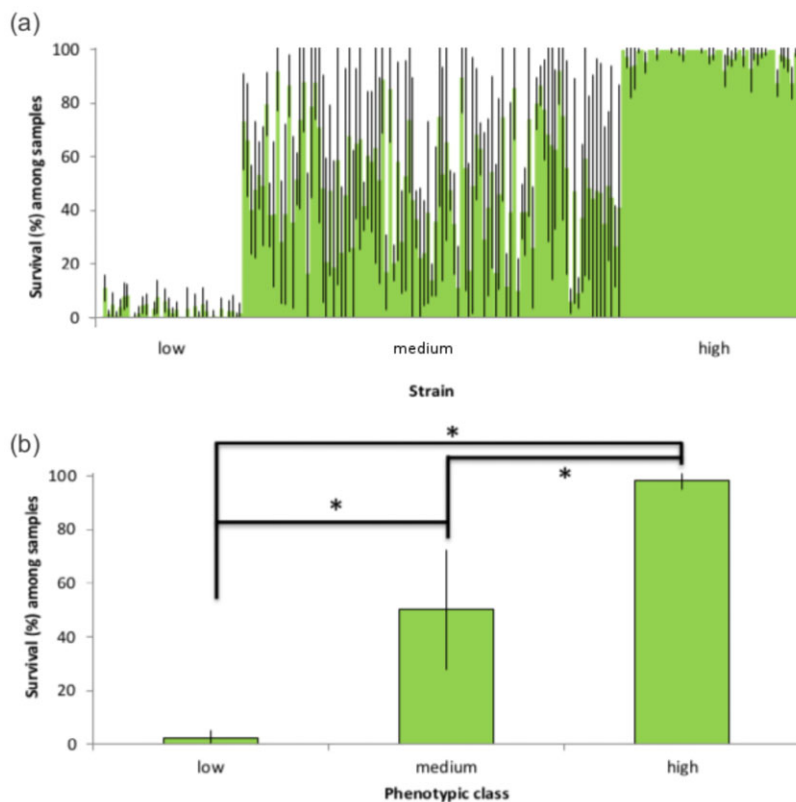 (a)
100
80
60
40
20
0
Survival (%) among samples
low medium high
Strain
(b)
100
80
60
40
20
0
Survival (%) among samples
*
*
*
low medium high
Phenotypic class